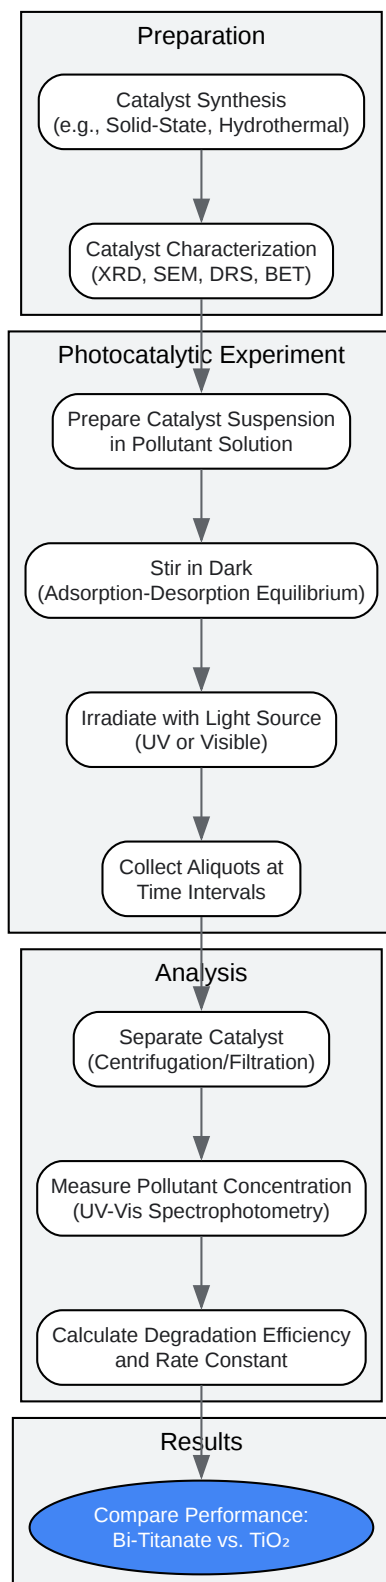 Preparation
Catalyst Synthesis
(e.g., Solid-State, Hydrothermal)
Catalyst Characterization
(XRD, SEM, DRS, BET)
Photocatalytic Experiment
Prepare Catalyst Suspension
in Pollutant Solution
Stir in Dark
(Adsorption-Desorption Equilibrium)
Irradiate with Light Source
(UV or Visible)
Collect Aliquots at
Time Intervals
Analysis
Separate Catalyst
(Centrifugation/Filtration)
Measure Pollutant Concentration
(UV-Vis Spectrophotometry)
Calculate Degradation Efficiency
and Rate Constant
Results
Compare Performance:
Bi-Titanate vs. TiO₂